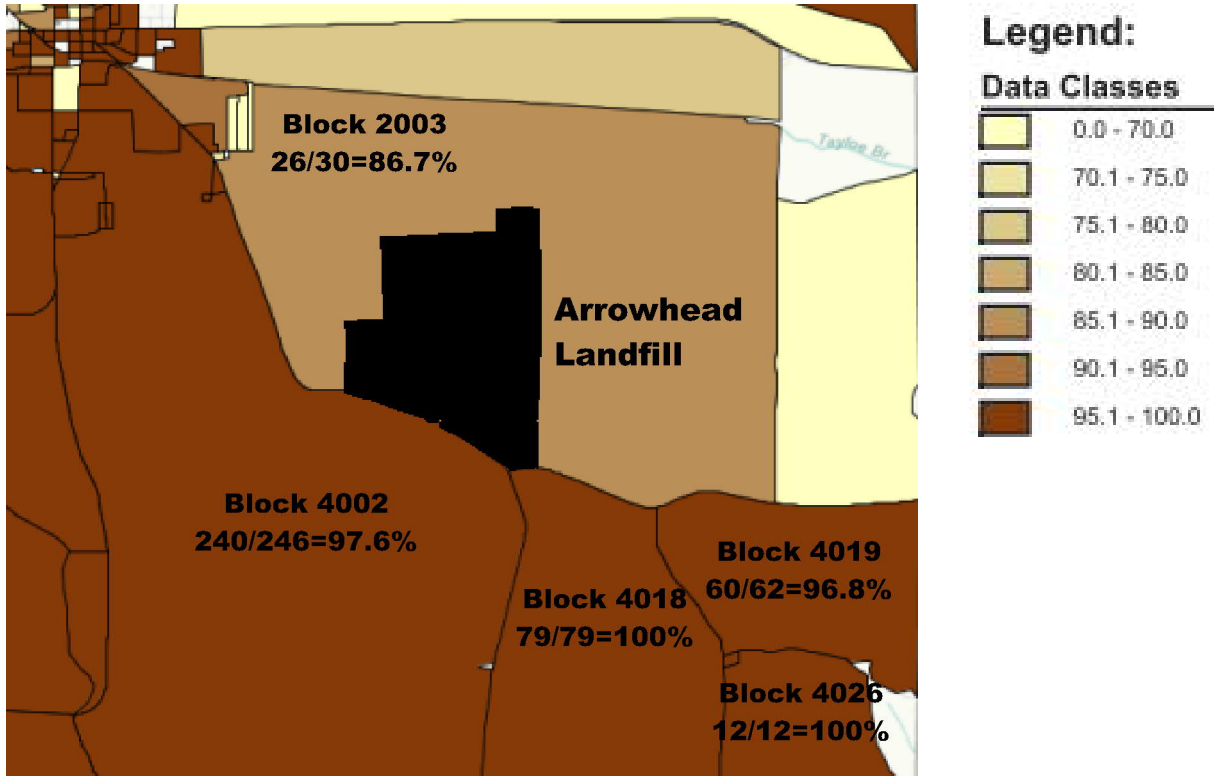 Block 2003
26/30=86.7%
Taylor Br
Arrowhead
Landfill
Block 4002
240/246=97.6%
Block 4019
60/62=96.8%
Block 4018
79/79=100%
Block 4026
12/12=100%
Legend:
Data Classes
0.0 - 70.0
70.1 - 75.0
75.1 - 80.0
80.1 - 85.0
85.1 - 90.0
90.1 - 95.0
95.1 - 100.0